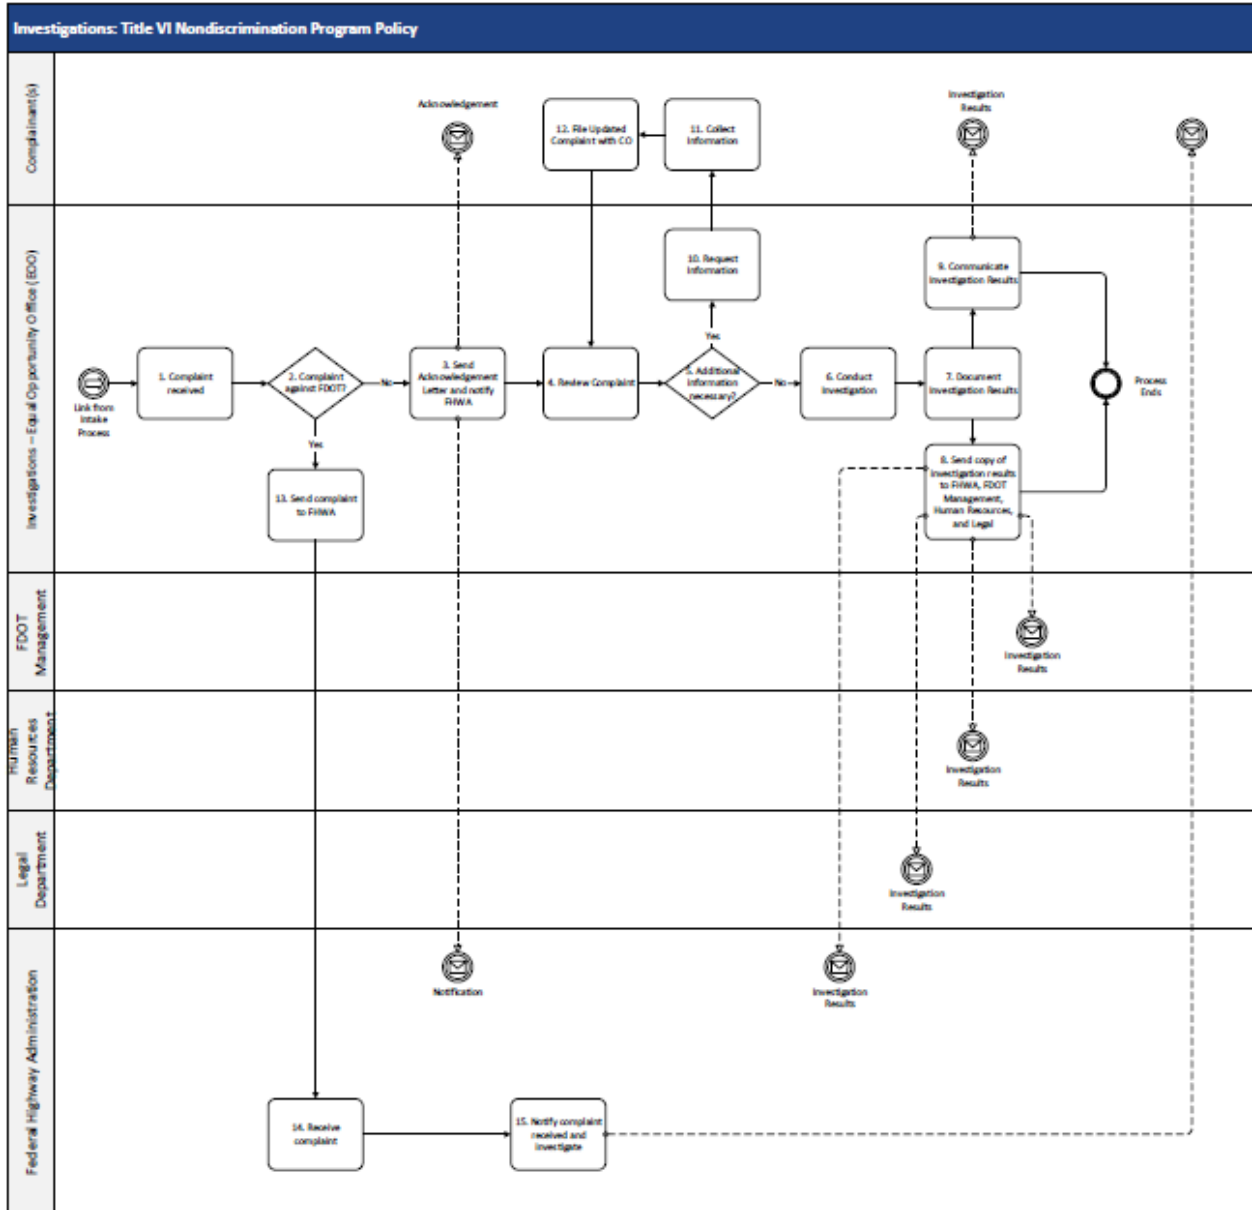 Investigations: Title VI Nondiscrimination Program Policy
Complainant(s)
Acknowledgement
12. File Updated
Complaint with CO
11. Collect
Information
Investigation
Results
Investigations – Equal Opportunity Office (EOO)
10. Request
Information
9. Communicate
Investigation Results
Yes
Link from
Intake
Process
1. Complaint
received
2. Complaint
against FDOT?
No
3. Send
Acknowledgement
Letter and notify
FHWA
4. Review Complaint
5. Additional
Information
necessary?
No
6. Conduct
Investigation
7. Document
Investigation Results
Process
Ends
Yes
13. Send complaint
to FHWA
8. Send copy of
investigation results
to FHWA, FDOT
Management,
Human Resources,
and Legal
FDOT
Management
Investigation
Results
Human
Resources
Department
Investigation
Results
Legal
Department
Investigation
Results
Federal Highway Administration
Notification
Investigation
Results
14. Receive
complaint
15. Notify complaint
received and
investigate